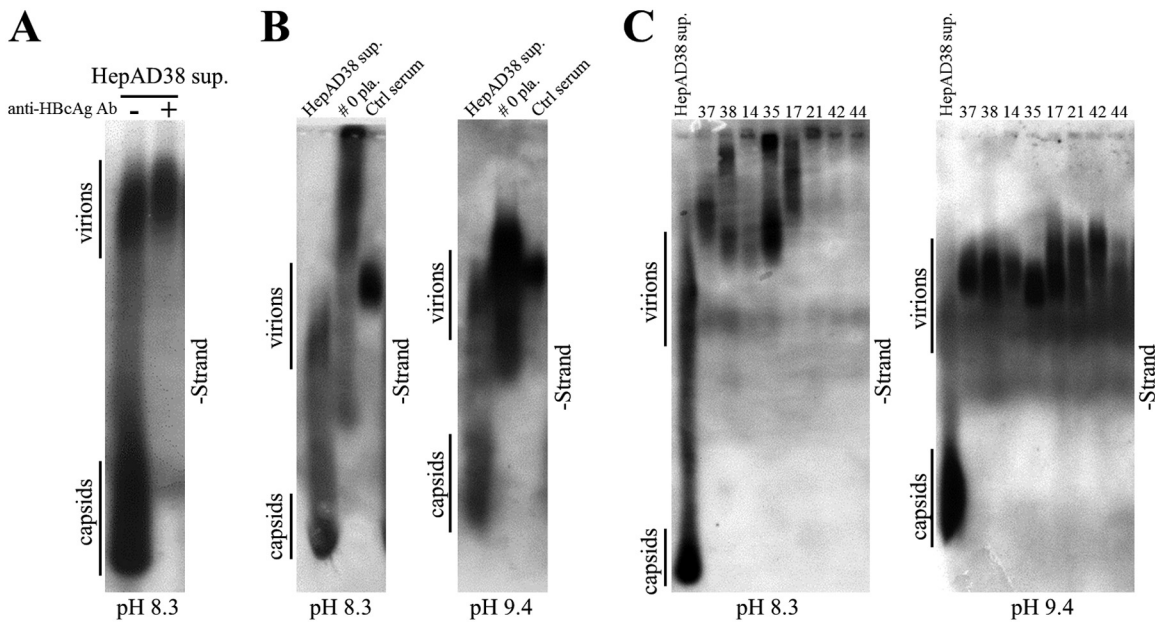 A
HepAD38 sup.
anti-HBcAg Ab - +
virions
capsids
-Strand
pH 8.3
B
HepAD38 sup.
# 0 pla.
Ctrl serum
virions
capsids
-Strand
pH 8.3
HepAD38 sup.
# 0 pla.
Ctrl serum
virions
capsids
pH 9.4
C
HepAD38 sup.
37 38 14 35 17 21 42 44
virions
capsids
-Strand
pH 8.3
HepAD38 sup.
37 38 14 35 17 21 42 44
virions
capsids
-Strand
pH 9.4